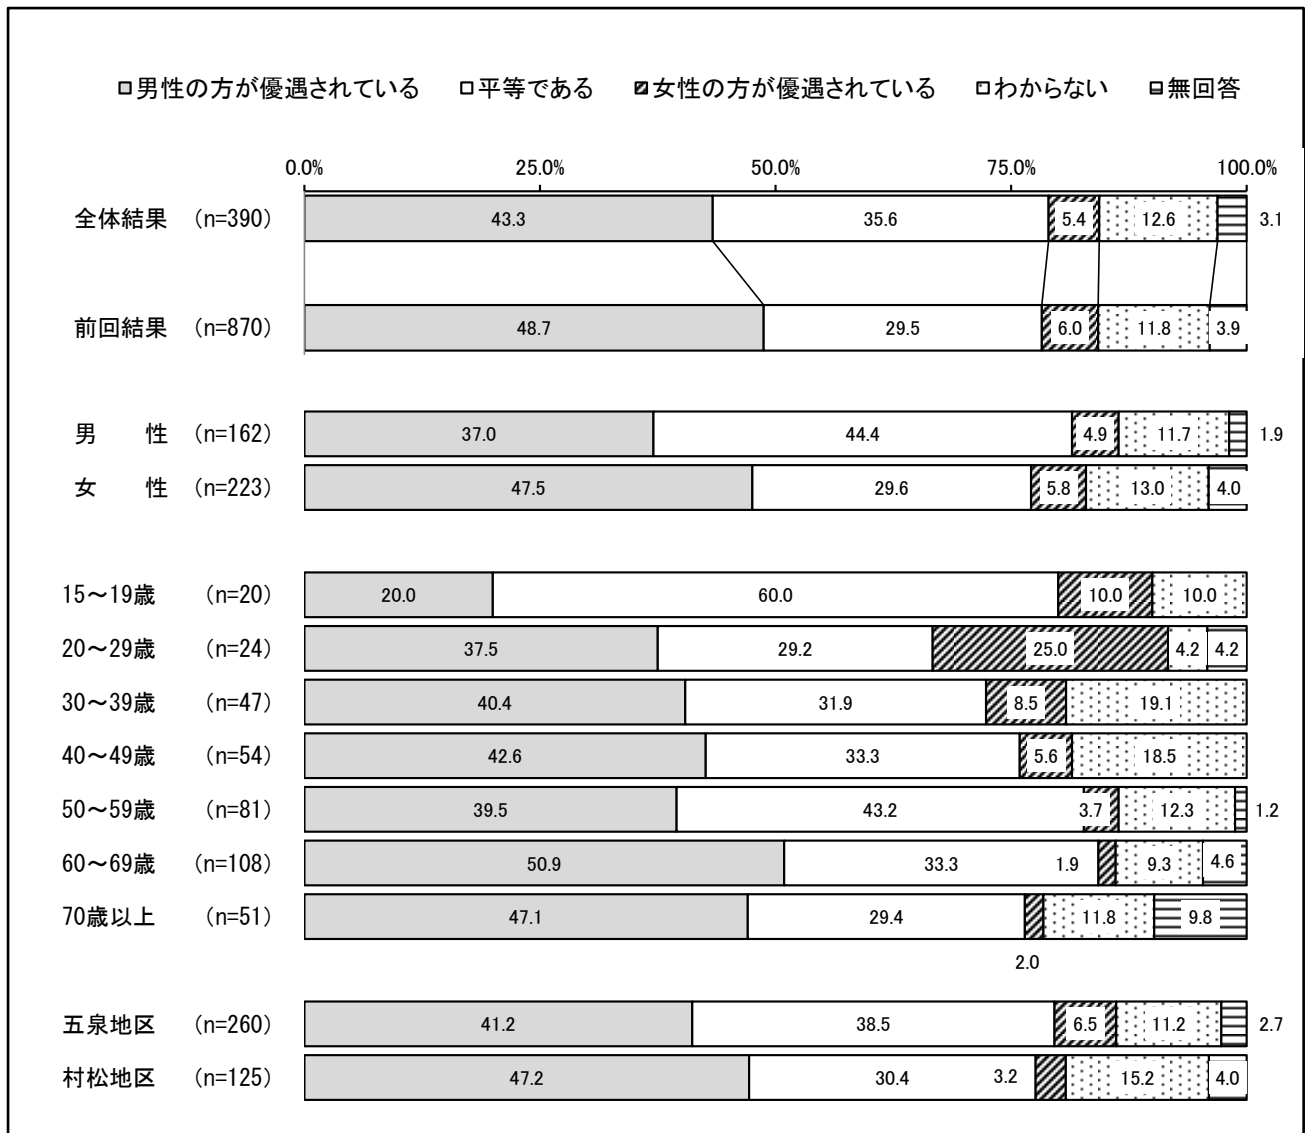 男性の方が優遇されている 平等である 女性の方が優遇されている わからない 無回答
0.0% 25.0% 50.0% 75.0% 100.0%
全体結果 (n=390) 43.3 35.6 5.4 12.6 3.1
前回結果 (n=870) 48.7 29.5 6.0 11.8 3.9
男 性 (n=162) 37.0 44.4 4.9 11.7 1.9
女 性 (n=223) 47.5 29.6 5.8 13.0 4.0
15～19歳 (n=20) 20.0 60.0 10.0 10.0
20～29歳 (n=24) 37.5 29.2 25.0 4.2 4.2
30～39歳 (n=47) 40.4 31.9 8.5 19.1
40～49歳 (n=54) 42.6 33.3 5.6 18.5
50～59歳 (n=81) 39.5 43.2 3.7 12.3 1.2
60～69歳 (n=108) 50.9 33.3 1.9 9.3 4.6
70歳以上 (n=51) 47.1 29.4 11.8 9.8
2.0
五泉地区 (n=260) 41.2 38.5 6.5 11.2 2.7
村松地区 (n=125) 47.2 30.4 3.2 15.2 4.0